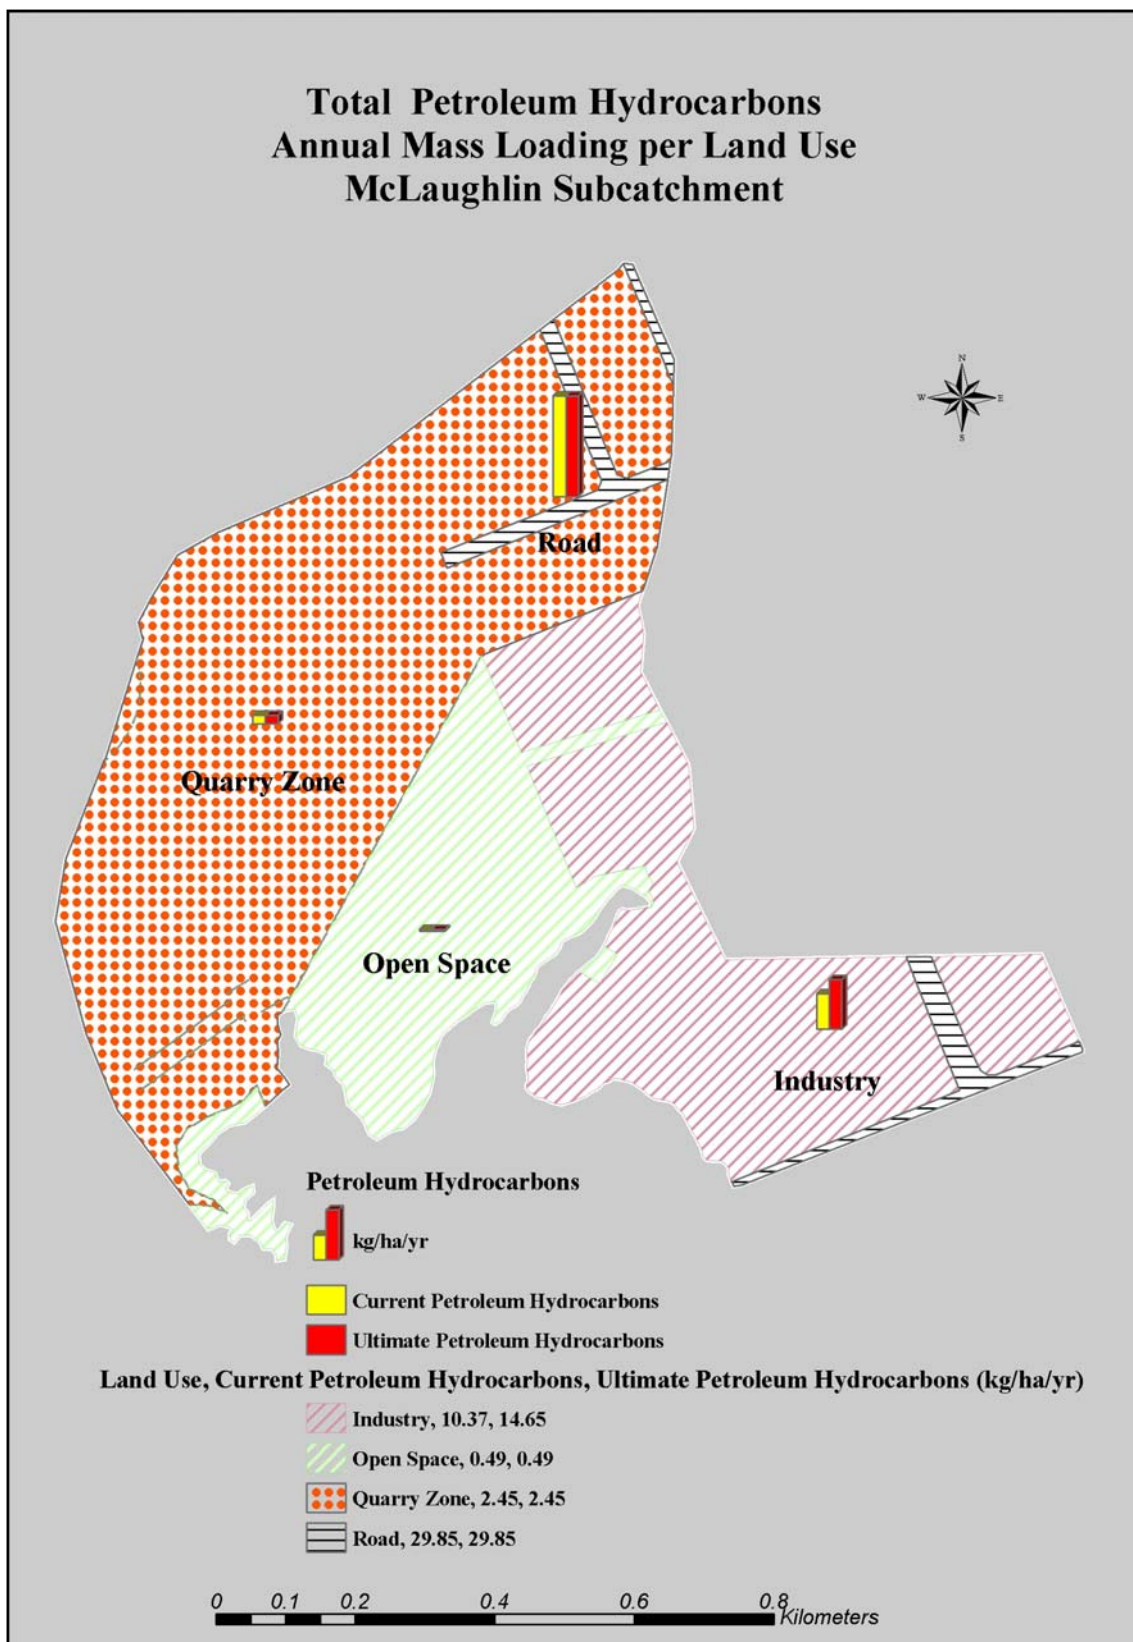 Total Petroleum Hydrocarbons
Annual Mass Loading per Land Use
McLaughlin Subcatchment
N
W E
S
Road
Quarry Zone
Open Space
Industry
Petroleum Hydrocarbons
kg/ha/yr
Current Petroleum Hydrocarbons
Ultimate Petroleum Hydrocarbons
Land Use, Current Petroleum Hydrocarbons, Ultimate Petroleum Hydrocarbons (kg/ha/yr)
Industry, 10.37, 14.65
Open Space, 0.49, 0.49
Quarry Zone, 2.45, 2.45
Road, 29.85, 29.85
0 0.1 0.2 0.4 0.6 0.8
Kilometers